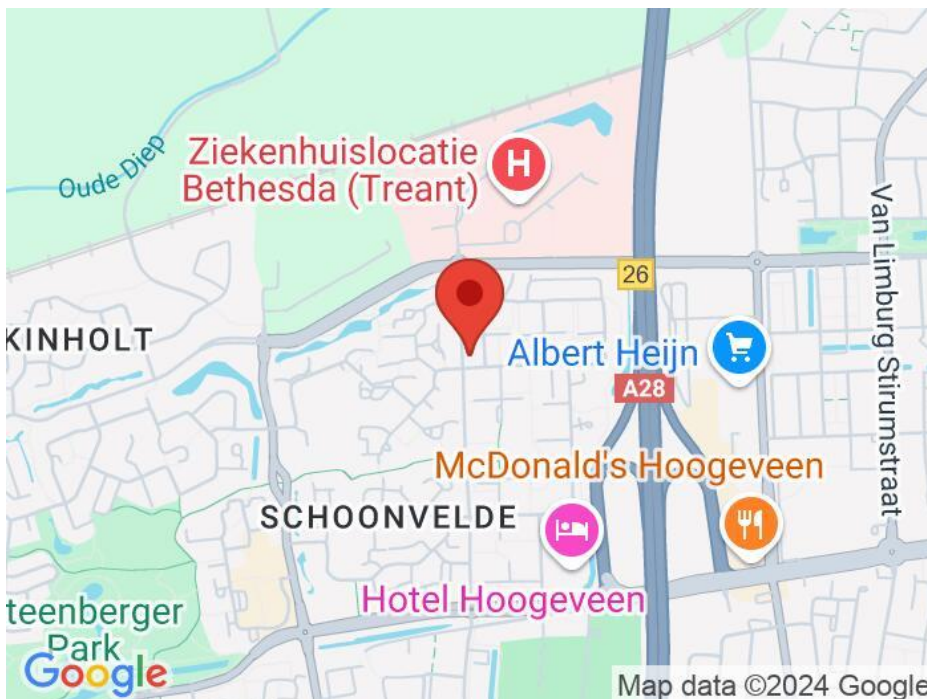 Oude Diep
Ziekenhuislocatie
Bethesda (Treant)
H
Van Limburg Stirumstraat
26
KINHOLT
Albert Heijn
A28
McDonald's Hoogeveen
SCHOONVELDE
Hotel Hoogeveen
teenberger
Park
Google
Map data ©2024 Google